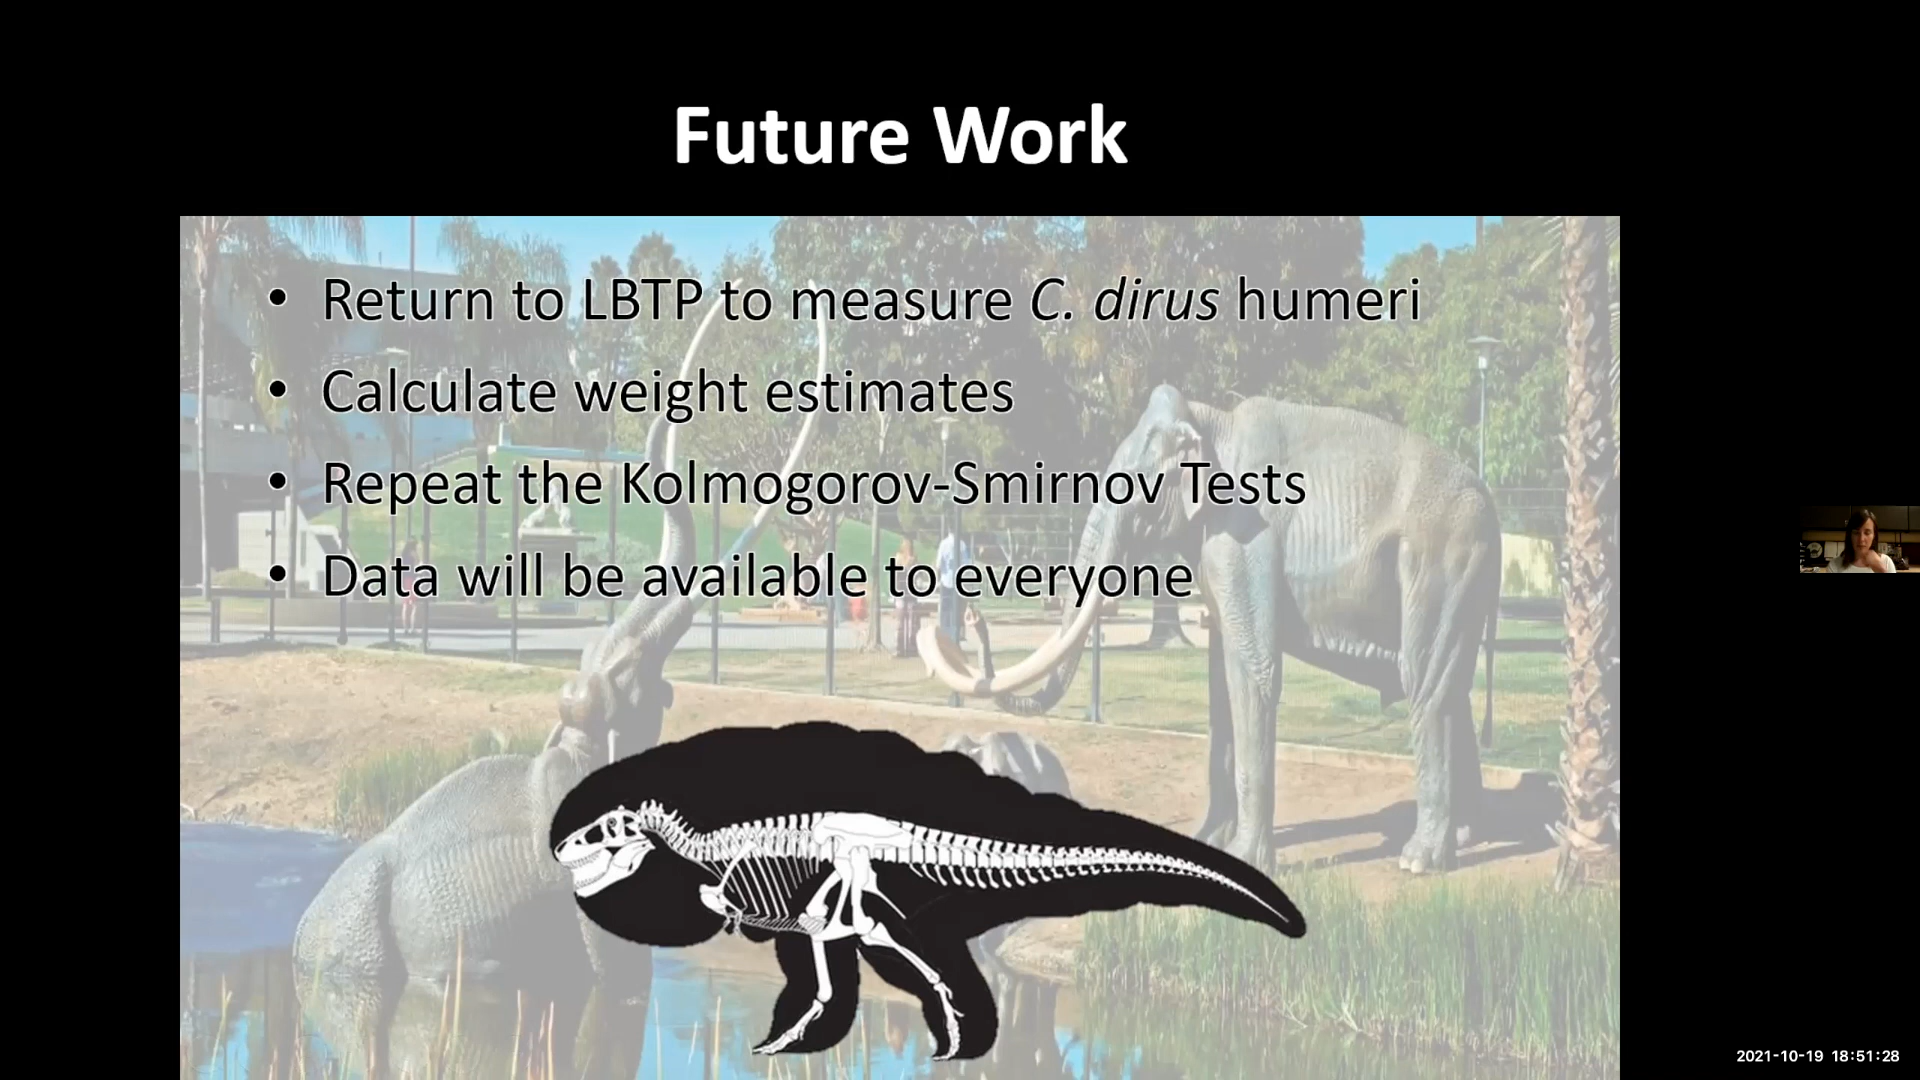 Future Work
• Return to LBTP to measure C. dirus humeri
• Calculate weight estimates
• Repeat the Kolmogorov-Smirnov Tests
• Data will be available to everyone
2021-10-19 18:51:28